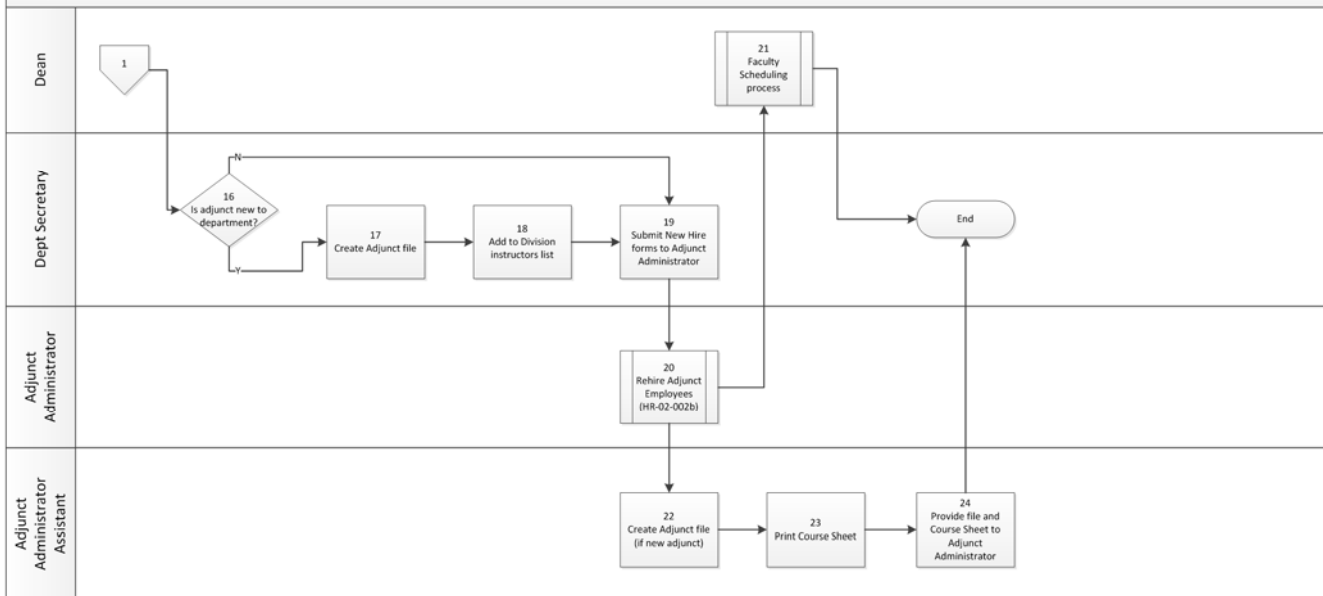 Dean
1
21
Faculty
Scheduling
process
Dept Secretary
N
16
Is adjunct new to
department?
Y
17
Create Adjunct file
18
Add to Division
instructors list
19
Submit New Hire
forms to Adjunct
Administrator
End
Adjunct
Administrator
20
Rehire Adjunct
Employees
(HR-02-002b)
Adjunct
Administrator
Assistant
22
Create Adjunct file
(if new adjunct)
23
Print Course Sheet
24
Provide file and
Course Sheet to
Adjunct
Administrator